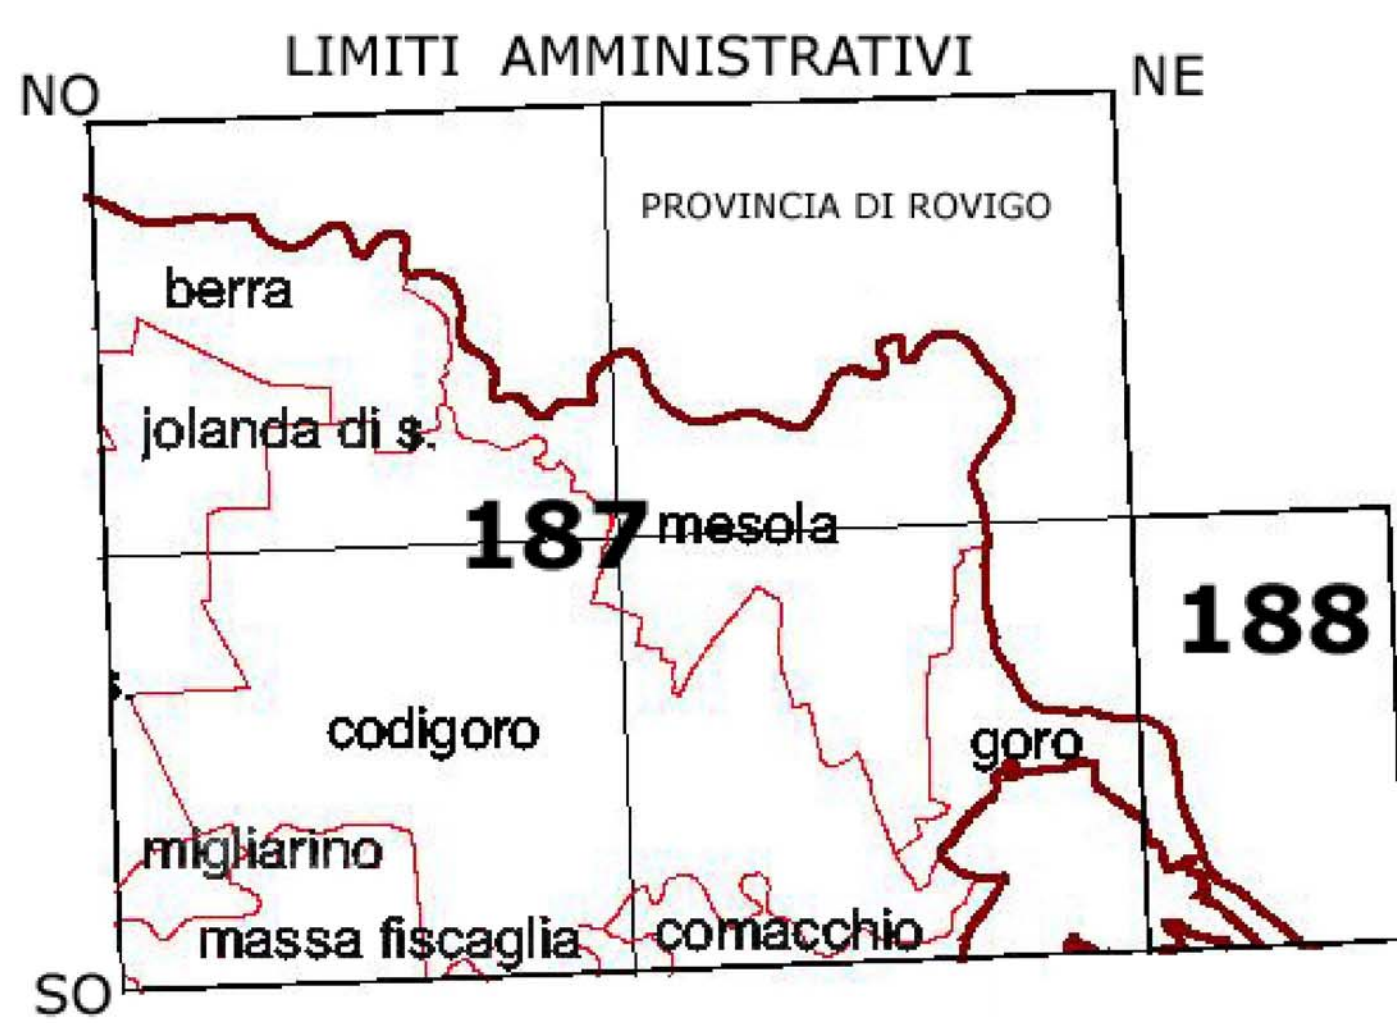 LIMITI AMMINISTRATIVI
NO
NE
PROVINCIA DI ROVIGO
berra
jolanda di s.
187
mesola
188
s.
codigoro
goro
migliarino
massa fiscaglia
comacchio
SO